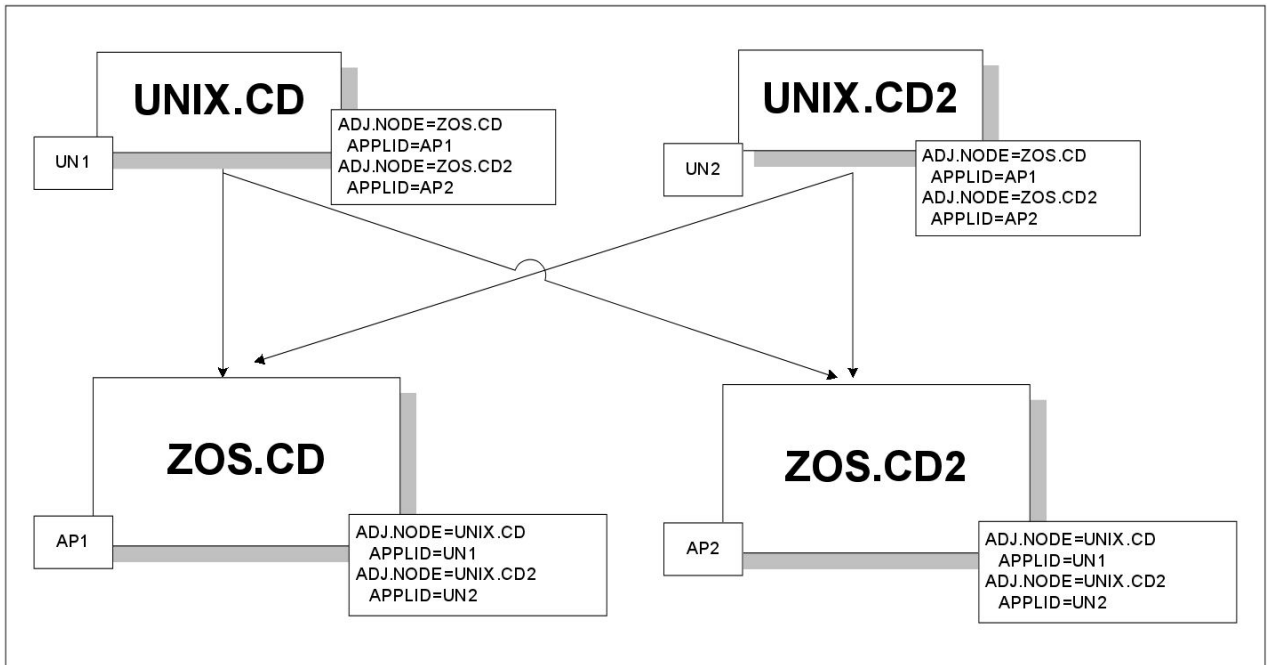 UNIX.CD
UN1
ADJ.NODE=ZOS.CD
APPLID=AP1
ADJ.NODE=ZOS.CD2
APPLID=AP2
UNIX.CD2
UN2
ADJ.NODE=ZOS.CD
APPLID=AP1
ADJ.NODE=ZOS.CD2
APPLID=AP2
ZOS.CD
AP1
ADJ.NODE=UNIX.CD
APPLID=UN1
ADJ.NODE=UNIX.CD2
APPLID=UN2
ZOS.CD2
AP2
ADJ.NODE=UNIX.CD
APPLID=UN1
ADJ.NODE=UNIX.CD2
APPLID=UN2